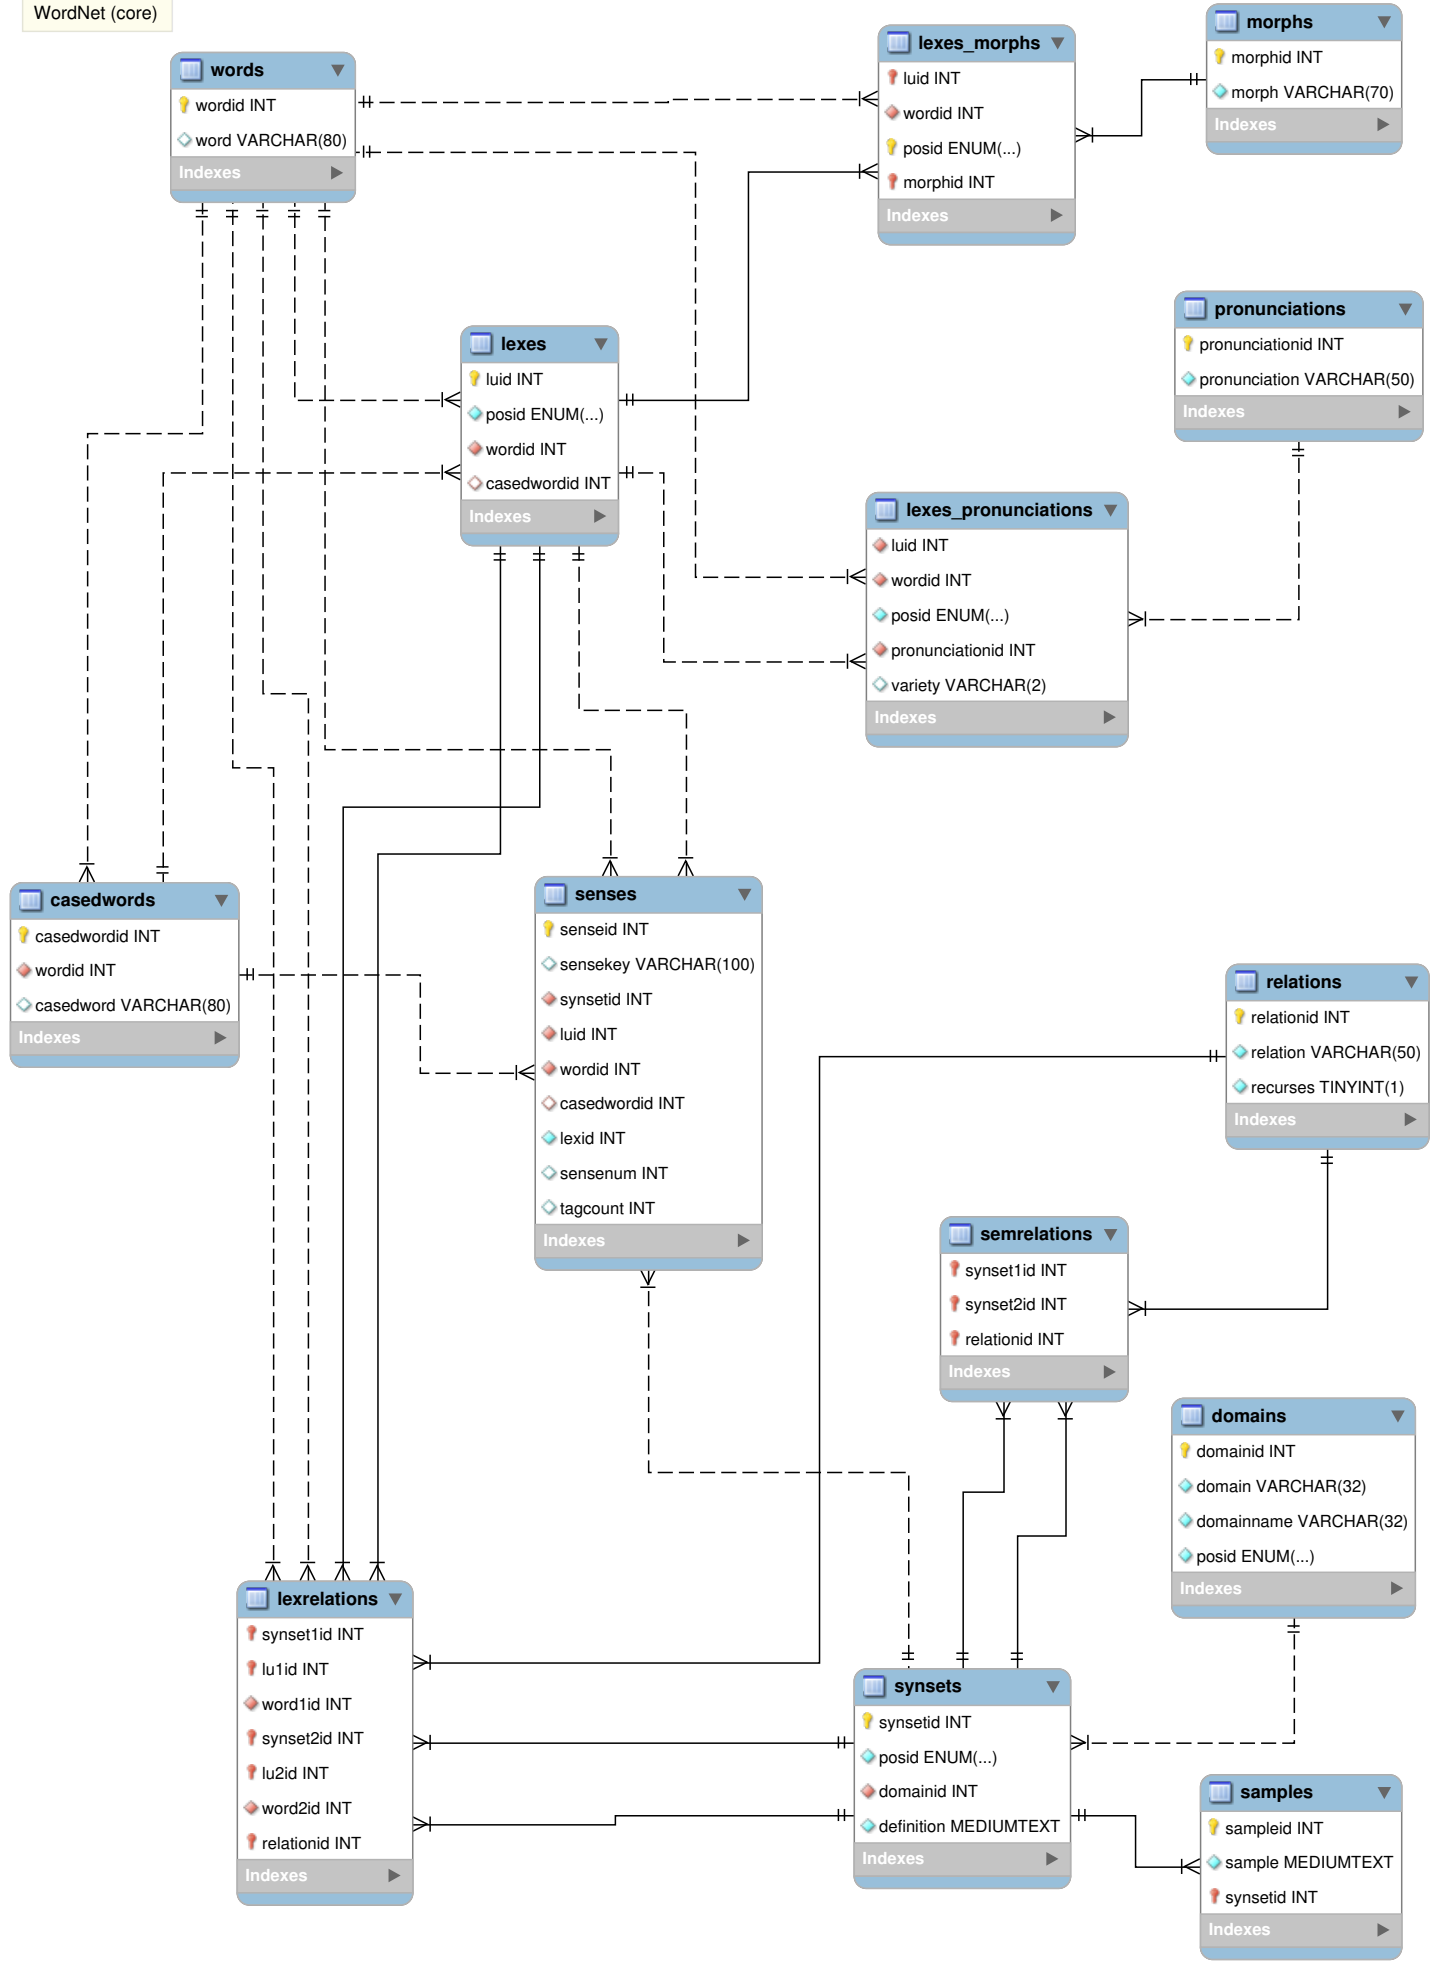 WordNet (core)
words
wordid INT
word VARCHAR(80)
Indexes
lexes_morphs
luid INT
wordid INT
posid ENUM(...)
morphid INT
Indexes
morphs
morphid INT
morph VARCHAR(70)
Indexes
lexes
luid INT
posid ENUM(...)
wordid INT
casedwordid INT
Indexes
pronunciations
pronunciationid INT
pronunciation VARCHAR(50)
Indexes
lexes_pronunciations
luid INT
wordid INT
posid ENUM(...)
pronunciationid INT
variety VARCHAR(2)
Indexes
casedwords
casedwordid INT
wordid INT
casedword VARCHAR(80)
Indexes
senses
senseid INT
sensekey VARCHAR(100)
synsetid INT
luid INT
wordid INT
casedwordid INT
lexid INT
sensenum INT
tagcount INT
Indexes
relations
relationid INT
relation VARCHAR(50)
recurses TINYINT(1)
Indexes
semrelations
synset1id INT
synset2id INT
relationid INT
Indexes
domains
domainid INT
domain VARCHAR(32)
domainname VARCHAR(32)
posid ENUM(...)
Indexes
lexrelations
synset1id INT
lu1id INT
word1id INT
synset2id INT
lu2id INT
word2id INT
relationid INT
Indexes
synsets
synsetid INT
posid ENUM(...)
domainid INT
definition MEDIUMTEXT
Indexes
samples
sampleid INT
sample MEDIUMTEXT
synsetid INT
Indexes